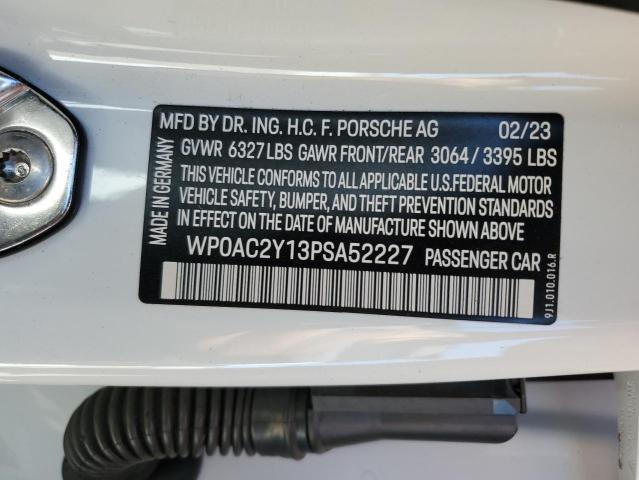 MFD BY DR. ING. H.C. F. PORSCHE AG 02/23
GVWR 6327 LBS GAWR FRONT/REAR 3064 / 3395 LBS
THIS VEHICLE CONFORMS TO ALL APPLICABLE U.S.FEDERAL MOTOR
VEHICLE SAFETY, BUMPER, AND THEFT PREVENTION STANDARDS
IN EFFECT ON THE DATE OF MANUFACTURE SHOWN ABOVE
WP0AC2Y13PSA52227 PASSENGER CAR
MADE IN GERMANY
9J1.010.016.R